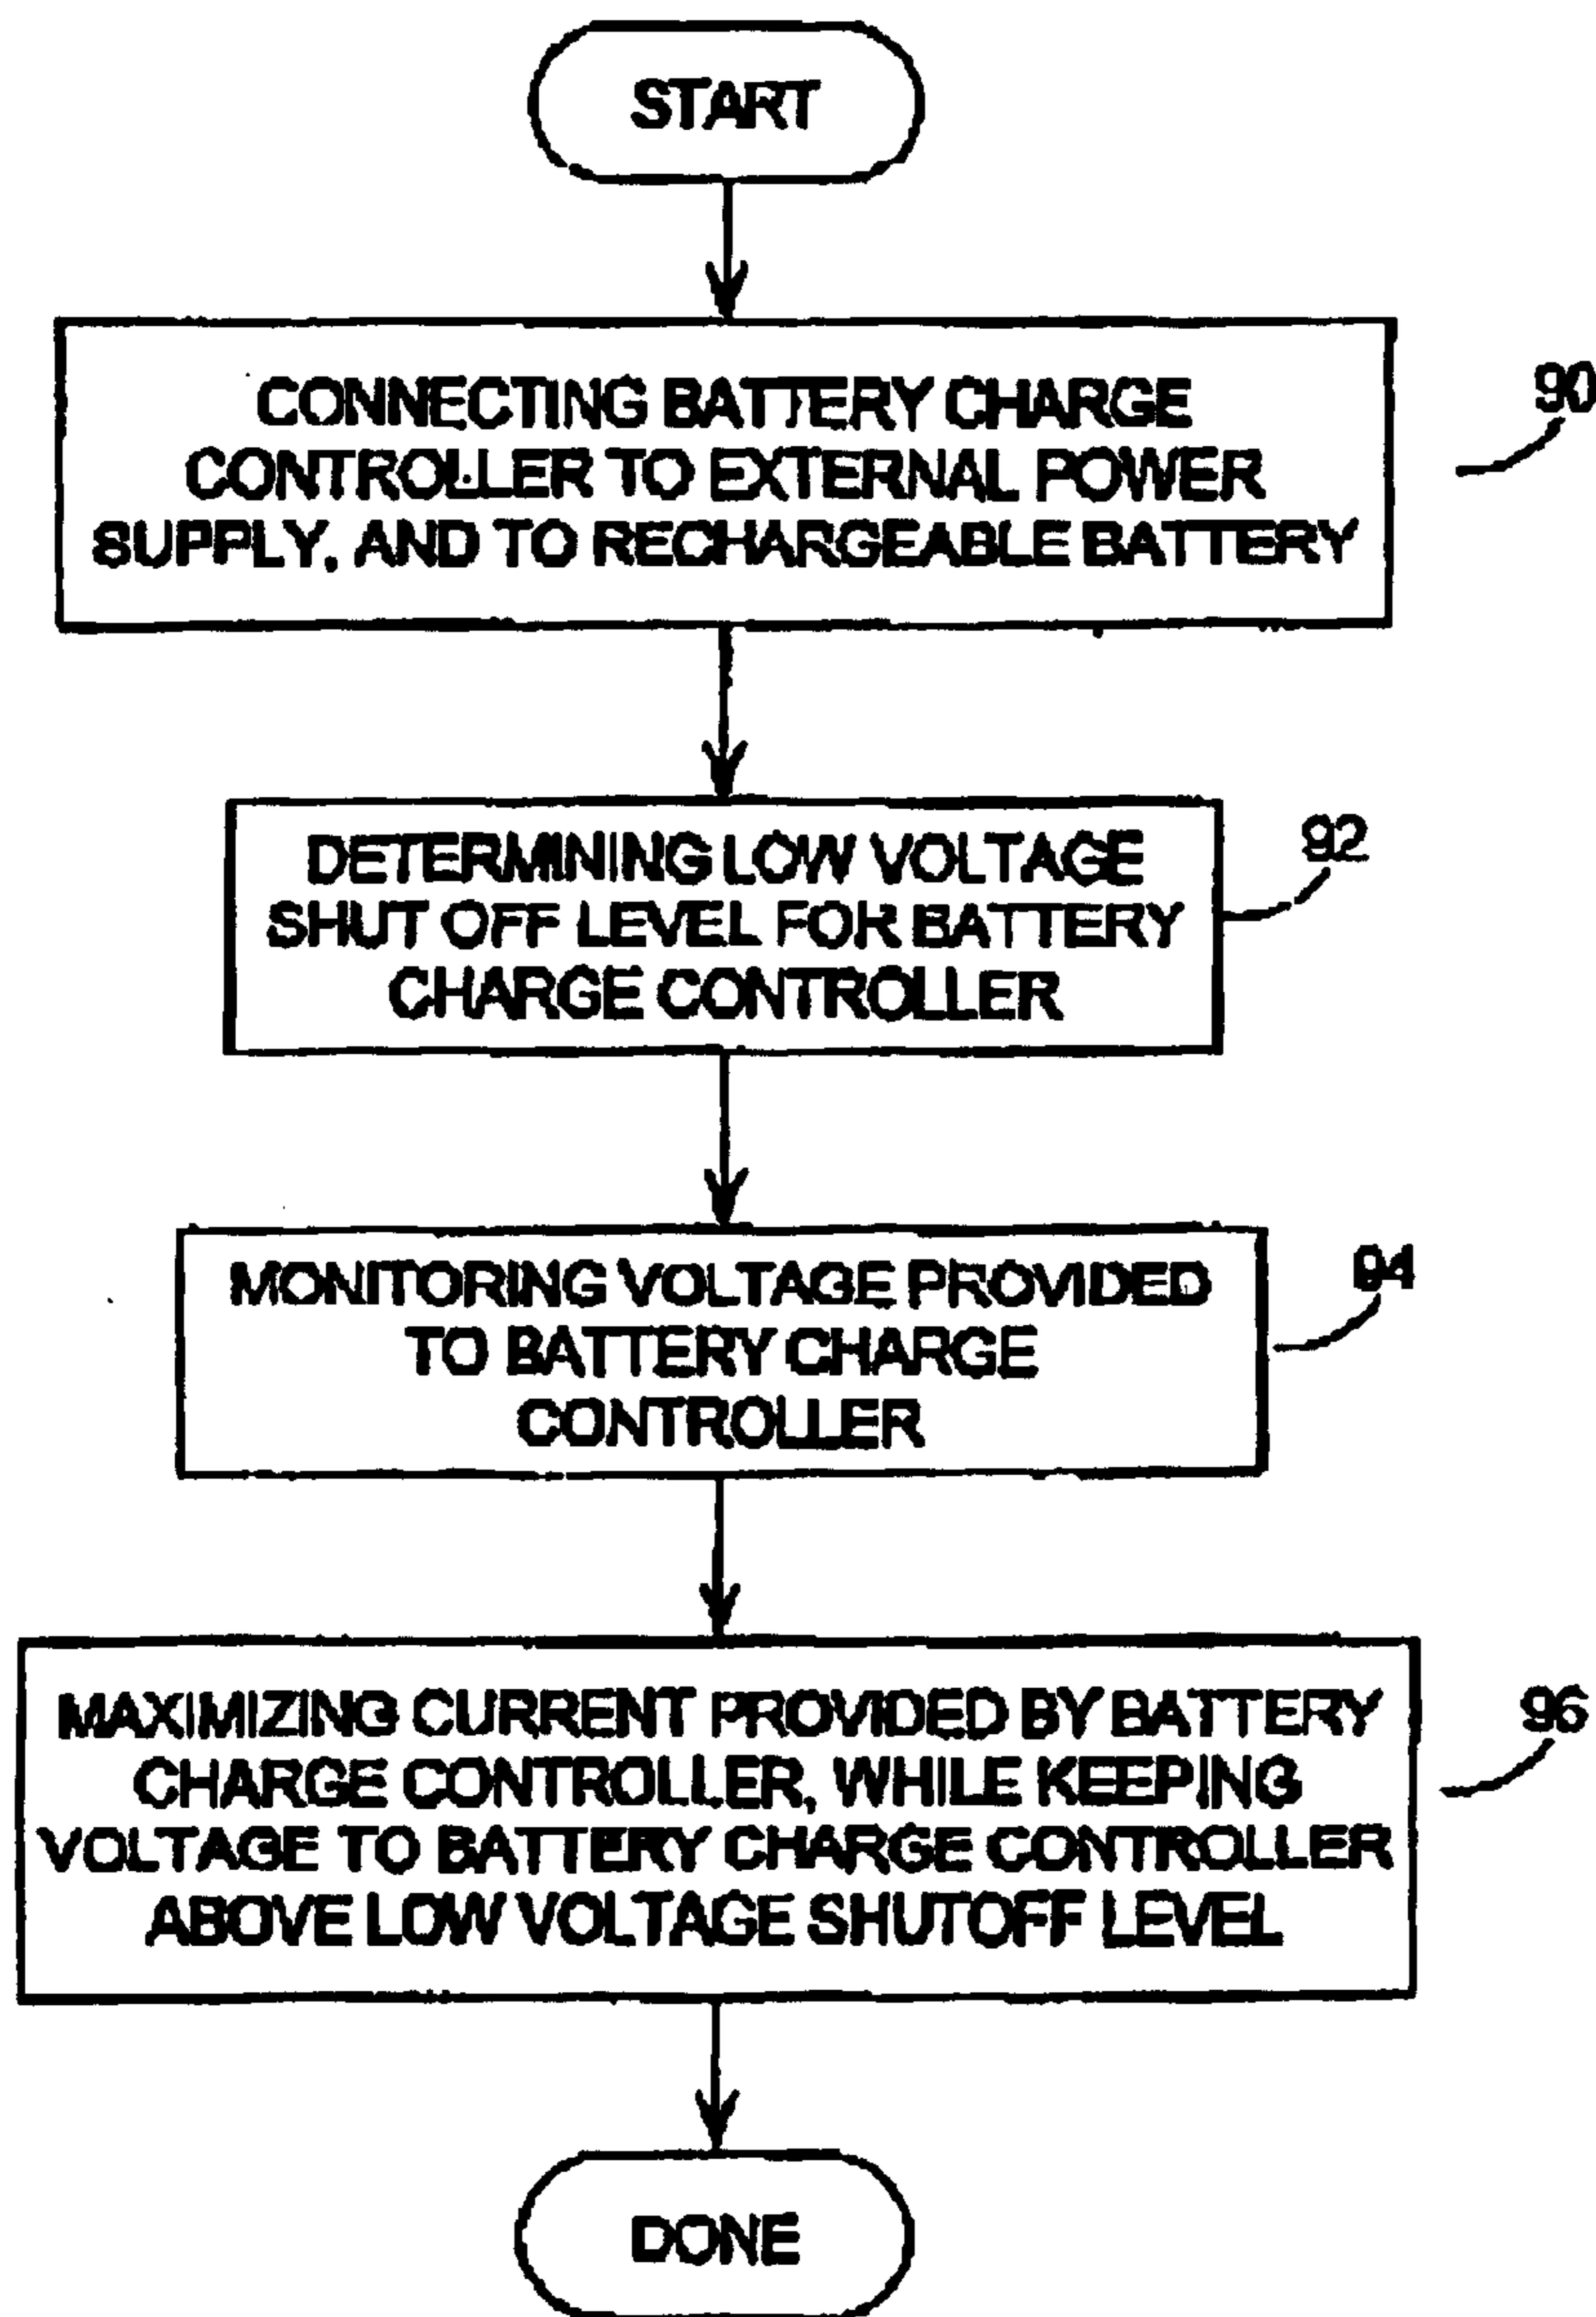 START
CONNECTING BATTERY CHARGE
CONTROLLER TO EXTERNAL POWER
SUPPLY, AND TO RECHARGEABLE BATTERY
90
DETERMINING LOW VOLTAGE
SHUT OFF LEVEL FOR BATTERY
CHARGE CONTROLLER
92
MONITORING VOLTAGE PROVIDED
TO BATTERY CHARGE
CONTROLLER
94
MAXIMIZING CURRENT PROVIDED BY BATTERY
CHARGE CONTROLLER, WHILE KEEPING
VOLTAGE TO BATTERY CHARGE CONTROLLER
ABOVE LOW VOLTAGE SHUTOFF LEVEL
96
DONE